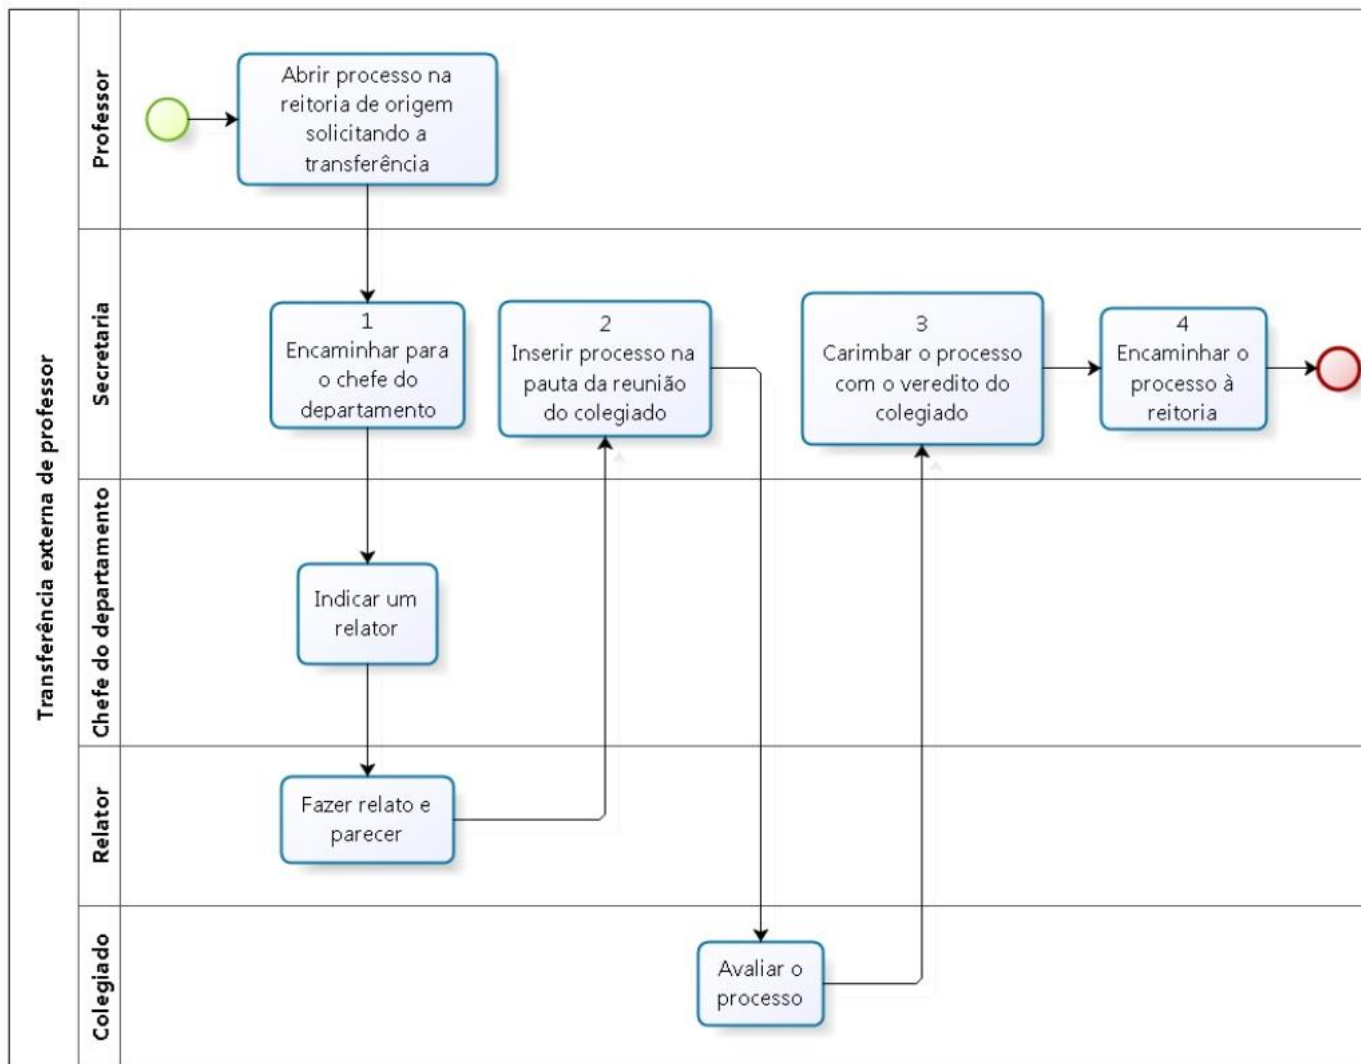 Transferência externa de professor
Professor
Abrir processo na
reitoria de origem
solicitando a
transferência
Secretaria
1
Encaminhar para
o chefe do
departamento
2
Inserir processo na
pauta da reunião
do colegiado
3
Carimbar o processo
com o veredito do
colegiado
4
Encaminhar o
processo à
reitoria
Chefe do departamento
Indicar um
relator
Relator
Fazer relato e
parecer
Colegiado
Avaliar o
processo